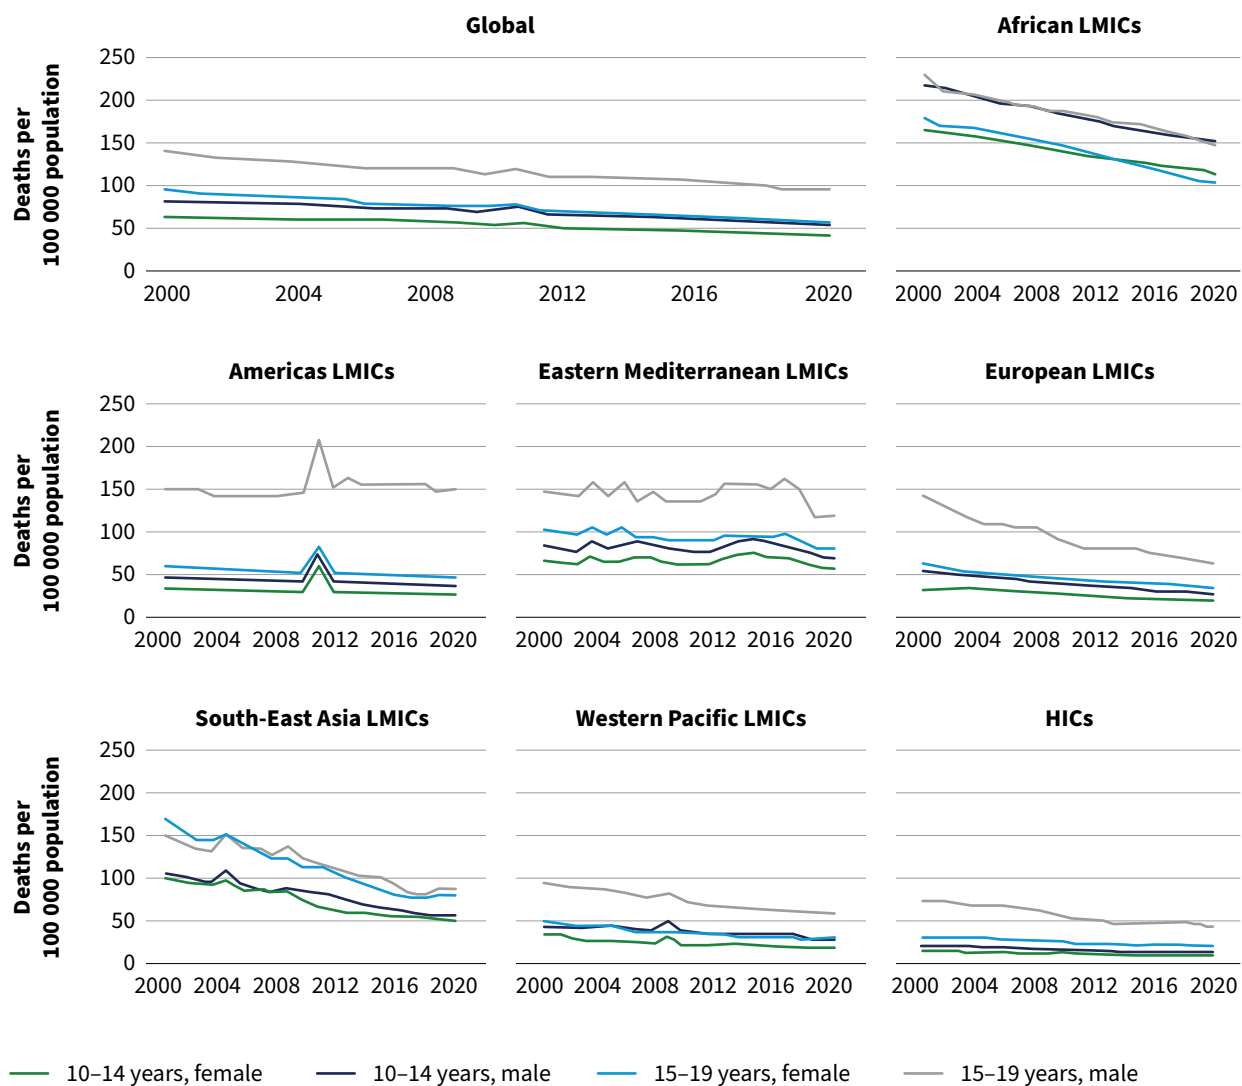 Global
African LMICs
Deaths per
100 000 population
250
200
150
100
50
0
2000 2004 2008 2012 2016 2020
2000 2004 2008 2012 2016 2020
Americas LMICs
Eastern Mediterranean LMICs
European LMICs
Deaths per
100 000 population
250
200
150
100
50
0
2000 2004 2008 2012 2016 2020
2000 2004 2008 2012 2016 2020
2000 2004 2008 2012 2016 2020
South-East Asia LMICs
Western Pacific LMICs
HICs
Deaths per
100 000 population
250
200
150
100
50
0
2000 2004 2008 2012 2016 2020
2000 2004 2008 2012 2016 2020
2000 2004 2008 2012 2016 2020
10–14 years, female
10–14 years, male
15–19 years, female
15–19 years, male